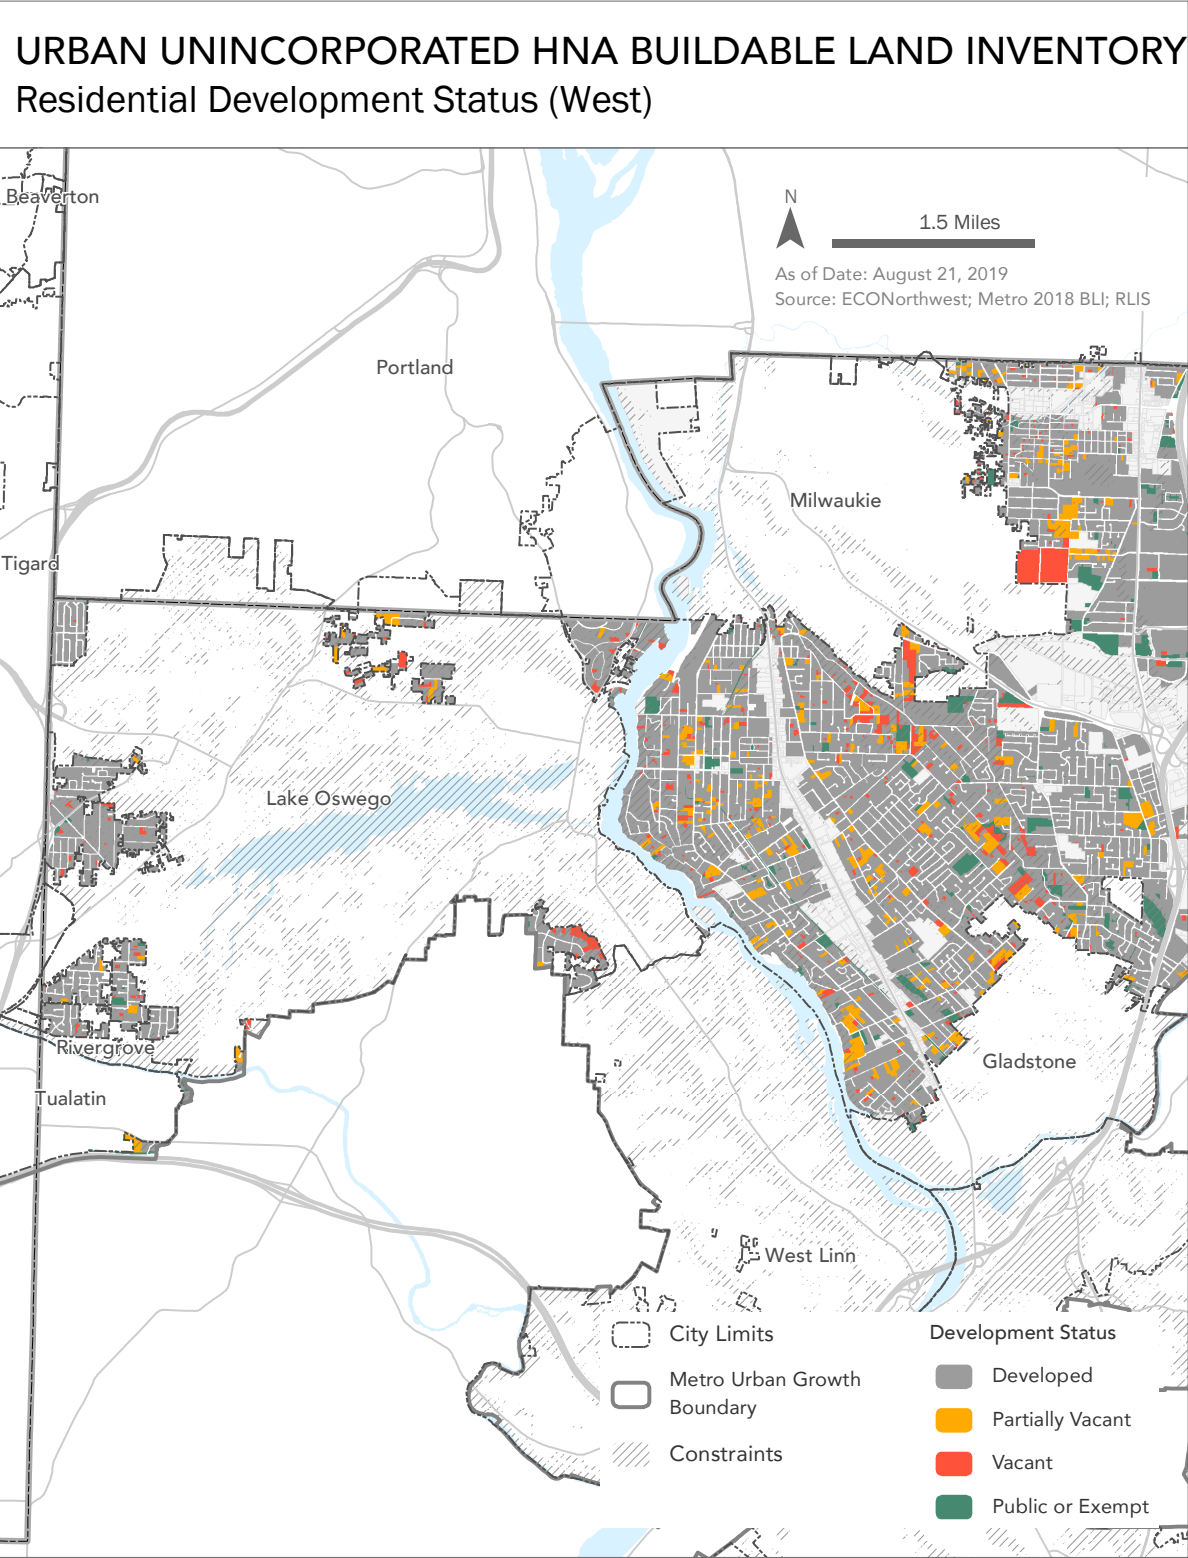 URBAN UNINCORPORATED HNA BUILDABLE LAND INVENTORY
Residential Development Status (West)
Beaverton
N
1.5 Miles
As of Date: August 21, 2019
Source: ECONorthwest; Metro 2018 BLI; RLIS
Portland
Milwaukie
Tigard
Lake Oswego
Rivergrove
Gladstone
Tualatin
West Linn
City Limits
Metro Urban Growth
Boundary
Constraints
Development Status
Developed
Partially Vacant
Vacant
Public or Exempt